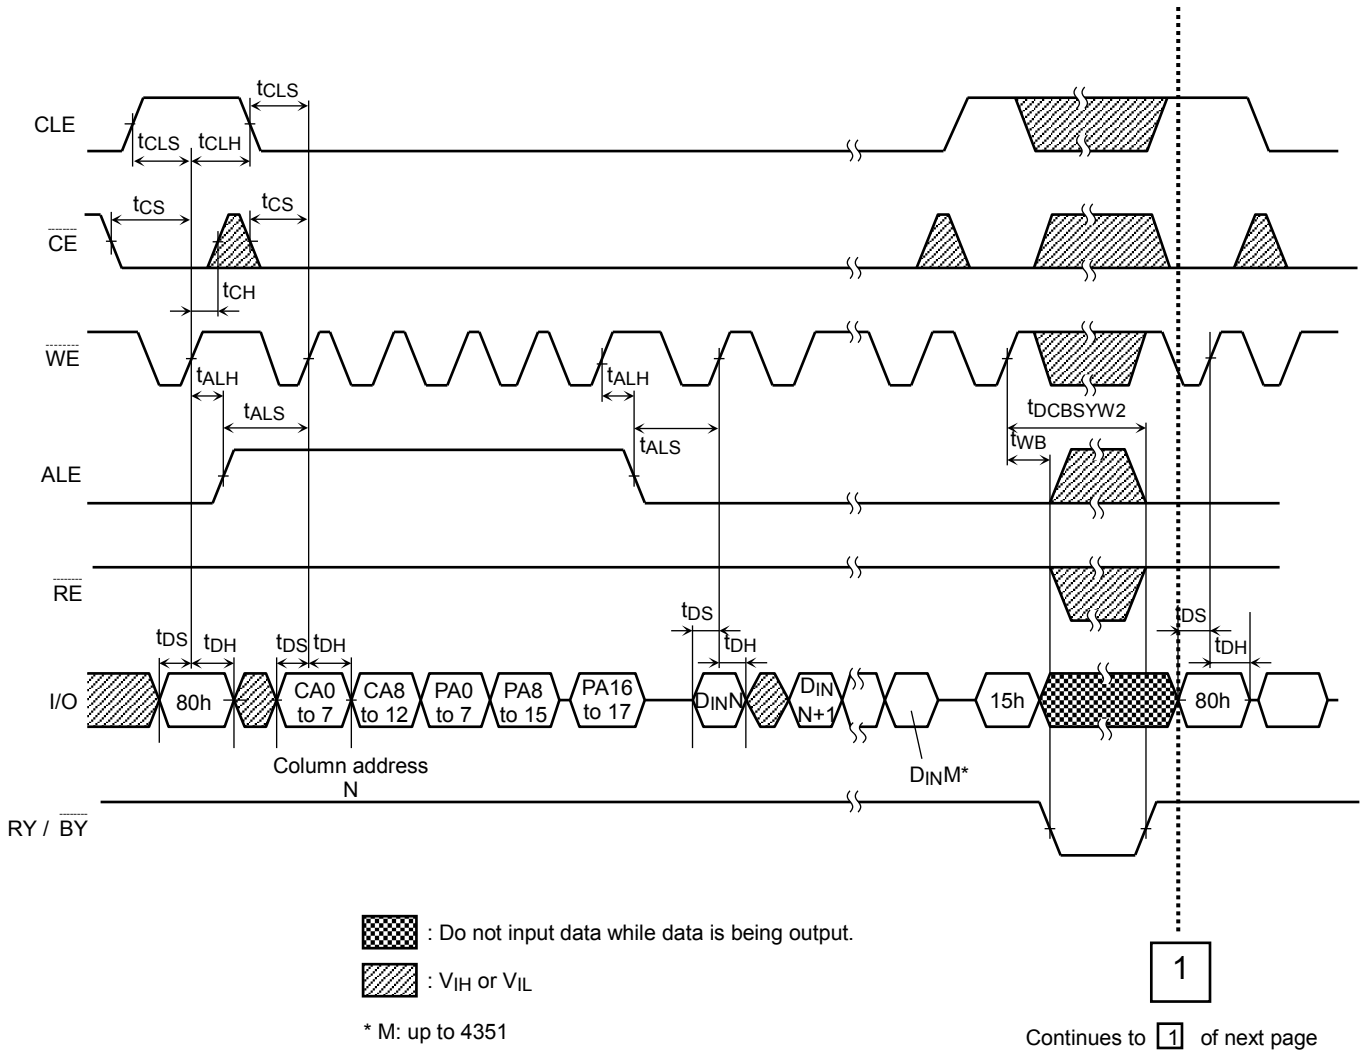 CLE
tCLS
tCLS
tCLH
CE
tCS
tCS
tCH
WE
tALH
tALH
tALS
tALS
tDCBSYW2
tWB
ALE
RE
tDS
tDH
tDS
tDH
tDS
tDH
tDS
tDH
I/O
80h
CA0
to 7
CA8
to 12
PA0
to 7
PA8
to 15
PA16
to 17
DINN
DIN
N+1
15h
80h
DINM*
Column address
N
RY / BY
: Do not input data while data is being output.
: VIH or VIL
* M: up to 4351
1
Continues to 1 of next page